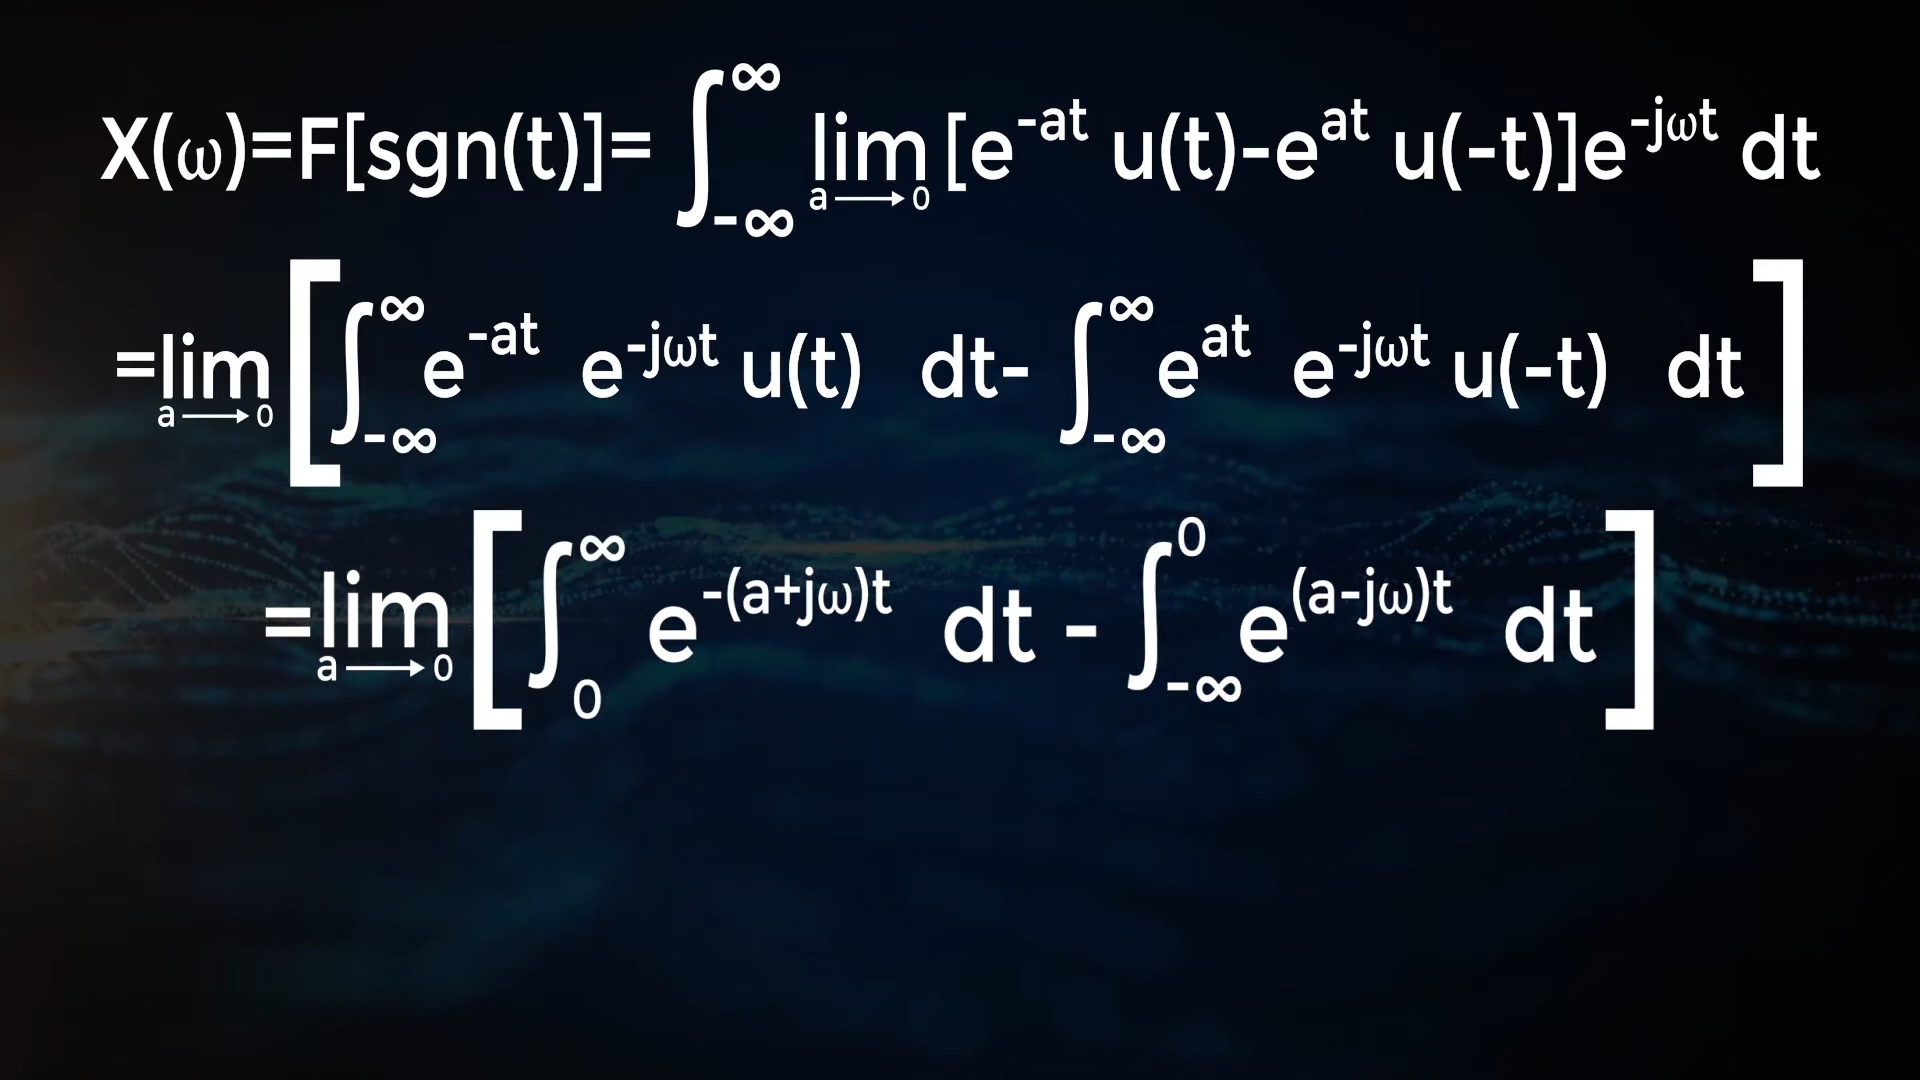 X(ω)=F[sgn(t)]=∫_{-∞}^{∞} lim_{a⟶0} [e^{-at} u(t)-e^{at} u(-t)]e^{-jωt} dt
=lim_{a⟶0} [∫_{-∞}^{∞} e^{-at} e^{-jωt} u(t) dt-∫_{-∞}^{∞} e^{at} e^{-jωt} u(-t) dt]
=lim_{a⟶0} [∫_{0}^{∞} e^{-(a+jω)t} dt - ∫_{-∞}^{0} e^{(a-jω)t} dt]